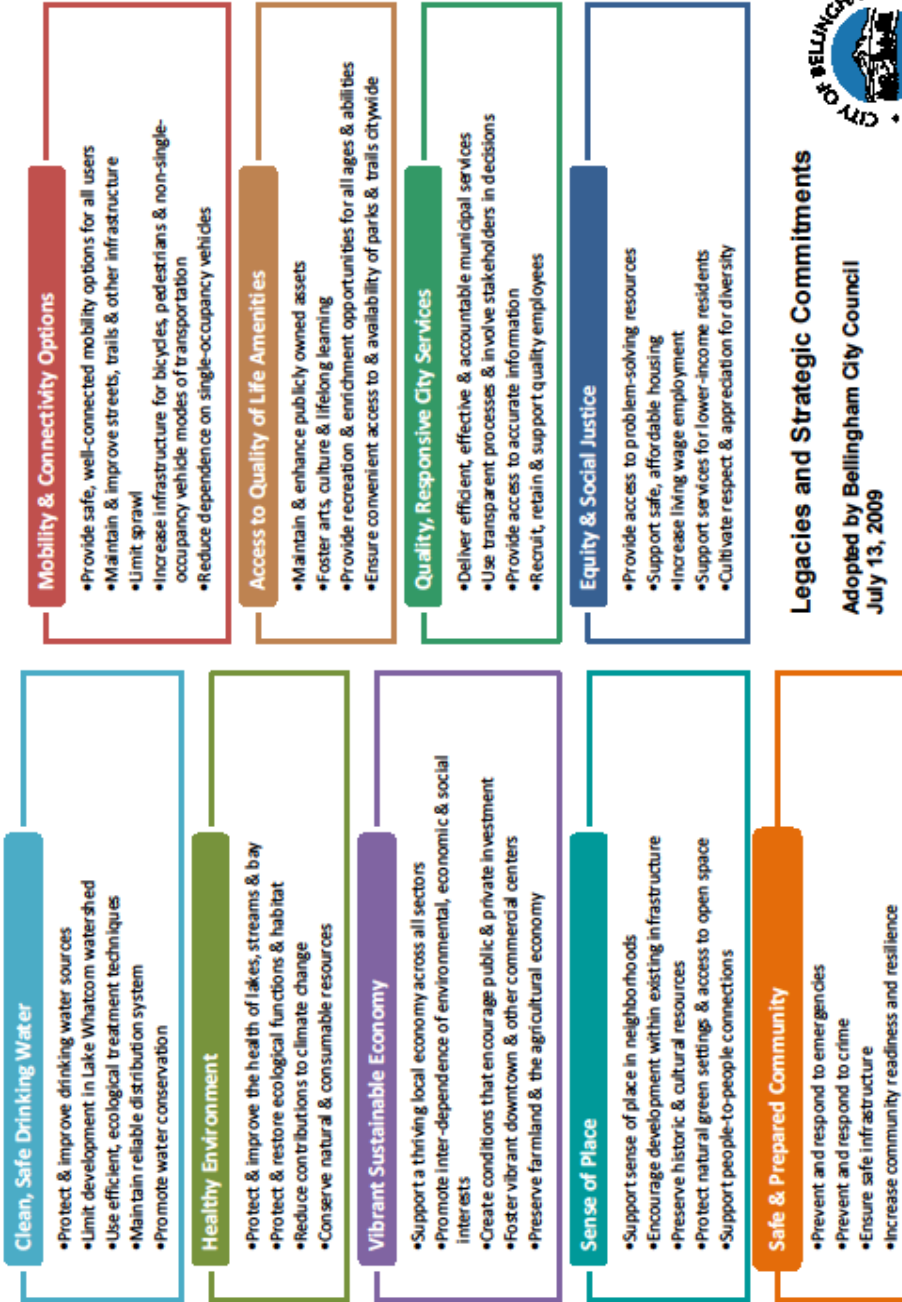 Clean, Safe Drinking Water
•Protect & improve drinking water sources
•Limit development in Lake Whatcom watershed
•Use efficient, ecological treatment techniques
•Maintain reliable distribution system
•Promote water conservation
Healthy Environment
•Protect & improve the health of lakes, streams & bay
•Protect & restore ecological functions & habitat
•Reduce contributions to climate change
•Conserve natural & consumable resources
Vibrant Sustainable Economy
•Support a thriving local economy across all sectors
•Promote inter-dependence of environmental, economic & social
interests
•Create conditions that encourage public & private investment
•Foster vibrant downtown & other commercial centers
•Preserve farmland & the agricultural economy
Sense of Place
•Support sense of place in neighborhoods
•Encourage development within existing infrastructure
•Preserve historic & cultural resources
•Protect natural green settings & access to open space
•Support people-to-people connections
Safe & Prepared Community
•Prevent and respond to emergencies
•Prevent and respond to crime
•Ensure safe infrastructure
•Increase community readiness and resilience
Mobility & Connectivity Options
•Provide safe, well-connected mobility options for all users
•Maintain & improve streets, trails & other infrastructure
•Limit sprawl
•Increase infrastructure for bicycles, pedestrians & non-single-
occupancy vehicle modes of transportation
•Reduce dependence on single-occupancy vehicles
Access to Quality of Life Amenities
•Maintain & enhance publicly owned assets
•Foster arts, culture & lifelong learning
•Provide recreation & enrichment opportunities for all ages & abilities
•Ensure convenient access to & availability of parks & trails citywide
Quality, Responsive City Services
•Deliver efficient, effective & accountable municipal services
•Use transparent processes & involve stakeholders in decisions
•Provide access to accurate information
•Recruit, retain & support quality employees
Equity & Social Justice
•Provide access to problem-solving resources
•Support safe, affordable housing
•Increase living wage employment
•Support services for lower-income residents
•Cultivate respect & appreciation for diversity
Legacies and Strategic Commitments
Adopted by Bellingham City Council
July 13, 2009
CITY OF